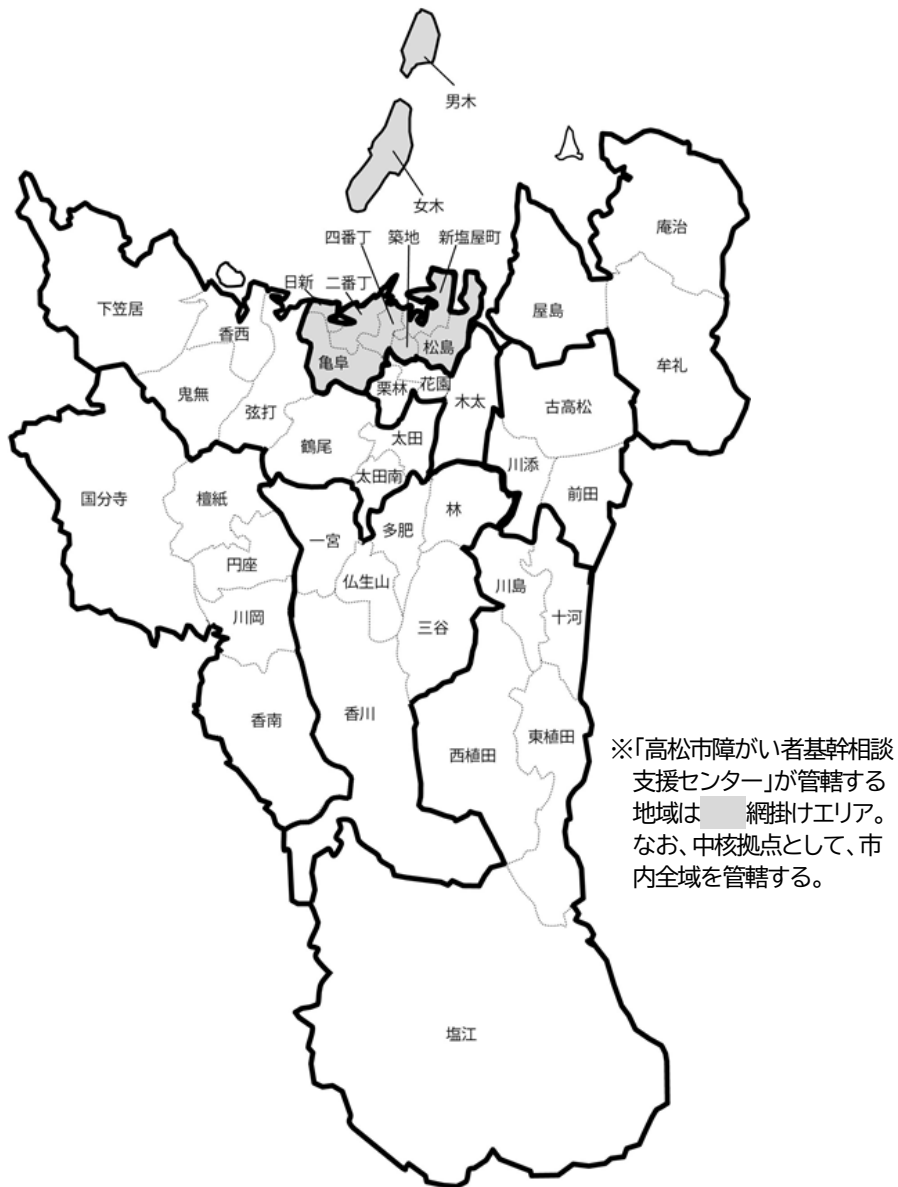 男木
女木
四番丁
築地
新塩屋町
日新
二番丁
庵治
下笠居
香西
屋島
亀阜
松島
牟礼
鬼無
弦打
栗林
花園
木太
古高松
鶴尾
太田
太田南
川添
前田
国分寺
檀紙
一宮
多肥
林
円座
仏生山
川島
川岡
三谷
十河
香南
香川
西植田
東植田
※「高松市障がい者基幹相談
支援センター」が管轄する
地域は 網掛けエリア。
なお、中核拠点として、市
内全域を管轄する。
塩江